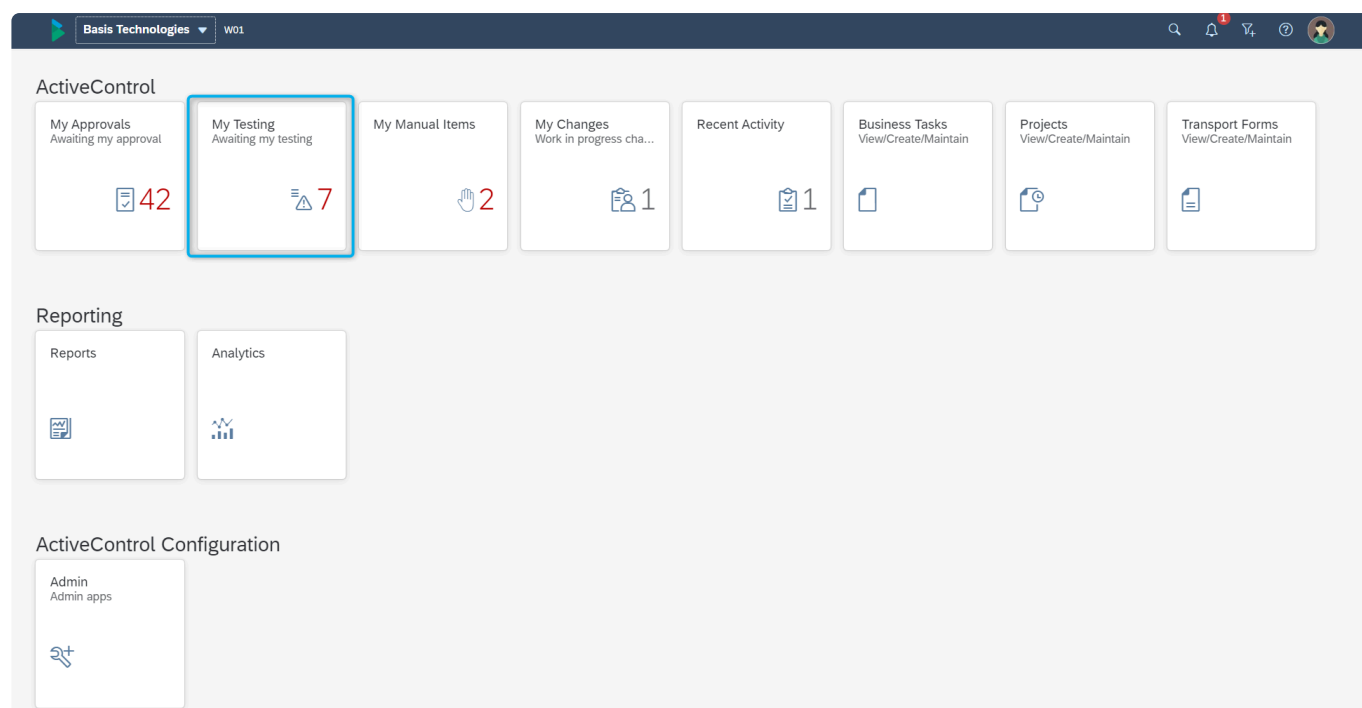 Basis Technologies W01 1
ActiveControl
My Approvals
Awaiting my approval
42
My Testing
Awaiting my testing
7
My Manual Items
2
My Changes
Work in progress cha...
1
Recent Activity
1
Business Tasks
View/Create/Maintain
Projects
View/Create/Maintain
Transport Forms
View/Create/Maintain
Reporting
Reports
Analytics
ActiveControl Configuration
Admin
Admin apps